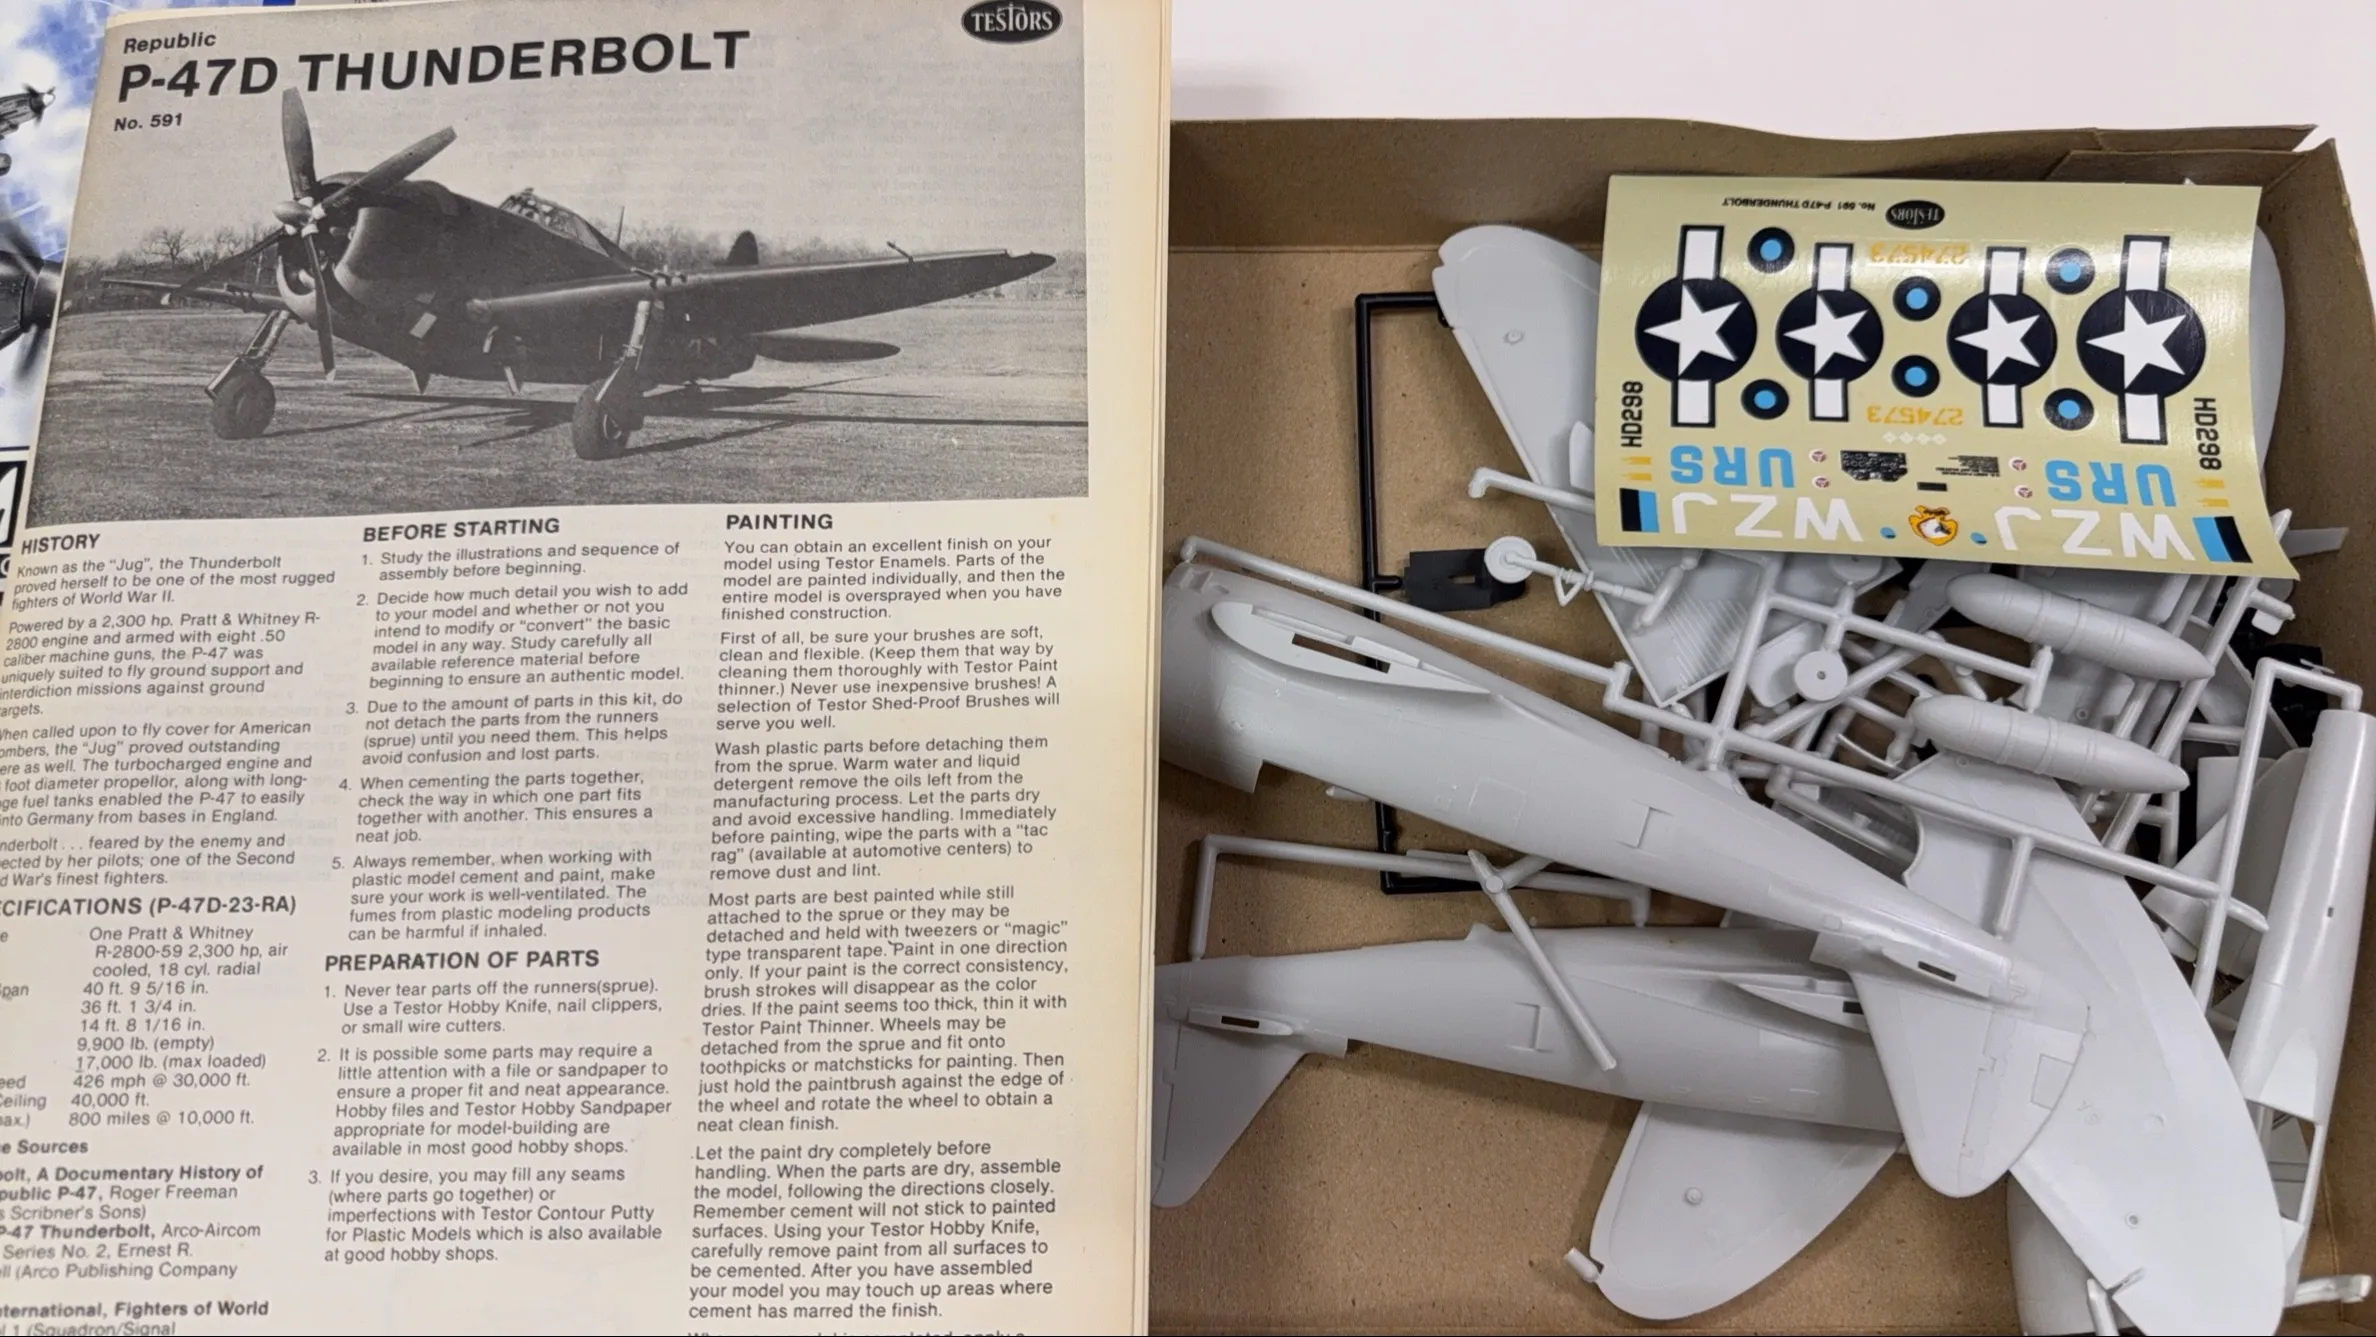 Republic
P-47D THUNDERBOLT
No. 591
TESTORS
HISTORY
Known as the "Jug", the Thunderbolt
proved herself to be one of the most rugged
fighters of World War II.
Powered by a 2,300 hp. Pratt & Whitney R-
2800 engine and armed with eight .50
caliber machine guns, the P-47 was
uniquely suited to fly ground support and
interdiction missions against ground
targets.
When called upon to fly cover for American
the "Jug" proved outstanding
as well. The turbocharged engine and
foot diameter propellor, along with long-
fuel tanks enabled the P-47 to easily
into Germany from bases in England.
. . . feared by the enemy and
by her pilots; one of the Second
War's finest fighters.
(P-47D-23-RA)
One Pratt & Whitney
R-2800-59 2,300 hp, air
cooled, 18 cyl. radial
40 ft. 9 5/16 in.
36 ft. 1 3/4 in.
14 ft. 8 1/16 in.
9,900 lb. (empty)
17,000 lb. (max loaded)
426 mph @ 30,000 ft.
40,000 ft.
800 miles @ 10,000 ft.
Sources
A Documentary History of
P-47, Roger Freeman
Scribner's Sons)
P-47 Thunderbolt, Arco-Aircom
Series No. 2, Ernest R.
(Arco Publishing Company
Fighters of World
1 (Squadron/Signal
BEFORE STARTING
1. Study the illustrations and sequence of
assembly before beginning.
2. Decide how much detail you wish to add
to your model and whether or not you
intend to modify or "convert" the basic
model in any way. Study carefully all
available reference material before
beginning to ensure an authentic model.
3. Due to the amount of parts in this kit, do
not detach the parts from the runners
(sprue) until you need them. This helps
avoid confusion and lost parts.
4. When cementing the parts together,
check the way in which one part fits
together with another. This ensures a
neat job.
5. Always remember, when working with
plastic model cement and paint, make
sure your work is well-ventilated. The
fumes from plastic modeling products
can be harmful if inhaled.
PREPARATION OF PARTS
1. Never tear parts off the runners(sprue).
Use a Testor Hobby Knife, nail clippers,
or small wire cutters.
2. It is possible some parts may require a
little attention with a file or sandpaper to
ensure a proper fit and neat appearance.
Hobby files and Testor Hobby Sandpaper
appropriate for model-building are
available in most good hobby shops.
3. If you desire, you may fill any seams
(where parts go together) or
imperfections with Testor Contour Putty
for Plastic Models which is also available
at good hobby shops.
PAINTING
You can obtain an excellent finish on your
model using Testor Enamels. Parts of the
model are painted individually, and then the
entire model is oversprayed when you have
finished construction.
First of all, be sure your brushes are soft,
clean and flexible. (Keep them that way by
cleaning them thoroughly with Testor Paint
thinner.) Never use inexpensive brushes! A
selection of Testor Shed-Proof Brushes will
serve you well.
Wash plastic parts before detaching them
from the sprue. Warm water and liquid
detergent remove the oils left from the
manufacturing process. Let the parts dry
and avoid excessive handling. Immediately
before painting, wipe the parts with a "tac
rag" (available at automotive centers) to
remove dust and lint.
Most parts are best painted while still
attached to the sprue or they may be
detached and held with tweezers or "magic"
type transparent tape. Paint in one direction
only. If your paint is the correct consistency,
brush strokes will disappear as the color
dries. If the paint seems too thick, thin it with
Testor Paint Thinner. Wheels may be
detached from the sprue and fit onto
toothpicks or matchsticks for painting. Then
just hold the paintbrush against the edge of
the wheel and rotate the wheel to obtain a
neat clean finish.
Let the paint dry completely before
handling. When the parts are dry, assemble
the model, following the directions closely.
Remember cement will not stick to painted
surfaces. Using your Testor Hobby Knife,
carefully remove paint from all surfaces to
be cemented. After you have assembled
your model you may touch up areas where
cement has marred the finish.
TESTORS
No. 591 P-47D THUNDERBOLT
274573
274573
HD298
HD298
URS
URS
WZJ
WZJ